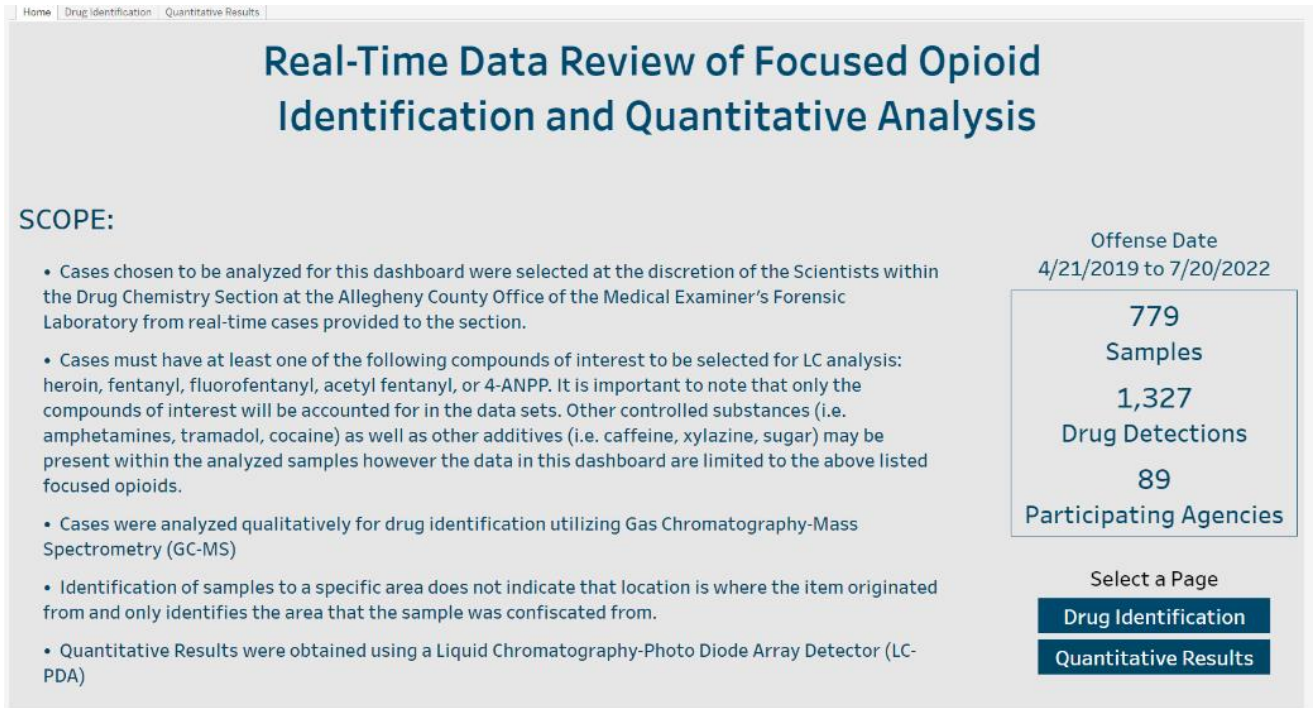 Home Drug Identification Quantitative Results
Real-Time Data Review of Focused Opioid
Identification and Quantitative Analysis
SCOPE:
• Cases chosen to be analyzed for this dashboard were selected at the discretion of the Scientists within
the Drug Chemistry Section at the Allegheny County Office of the Medical Examiner's Forensic
Laboratory from real-time cases provided to the section.
• Cases must have at least one of the following compounds of interest to be selected for LC analysis:
heroin, fentanyl, fluorofentanyl, acetyl fentanyl, or 4-ANPP. It is important to note that only the
compounds of interest will be accounted for in the data sets. Other controlled substances (i.e.
amphetamines, tramadol, cocaine) as well as other additives (i.e. caffeine, xylazine, sugar) may be
present within the analyzed samples however the data in this dashboard are limited to the above listed
focused opioids.
• Cases were analyzed qualitatively for drug identification utilizing Gas Chromatography-Mass
Spectrometry (GC-MS)
• Identification of samples to a specific area does not indicate that location is where the item originated
from and only identifies the area that the sample was confiscated from.
• Quantitative Results were obtained using a Liquid Chromatography-Photo Diode Array Detector (LC-
PDA)
Offense Date
4/21/2019 to 7/20/2022
779
Samples
1,327
Drug Detections
89
Participating Agencies
Select a Page
Drug Identification
Quantitative Results